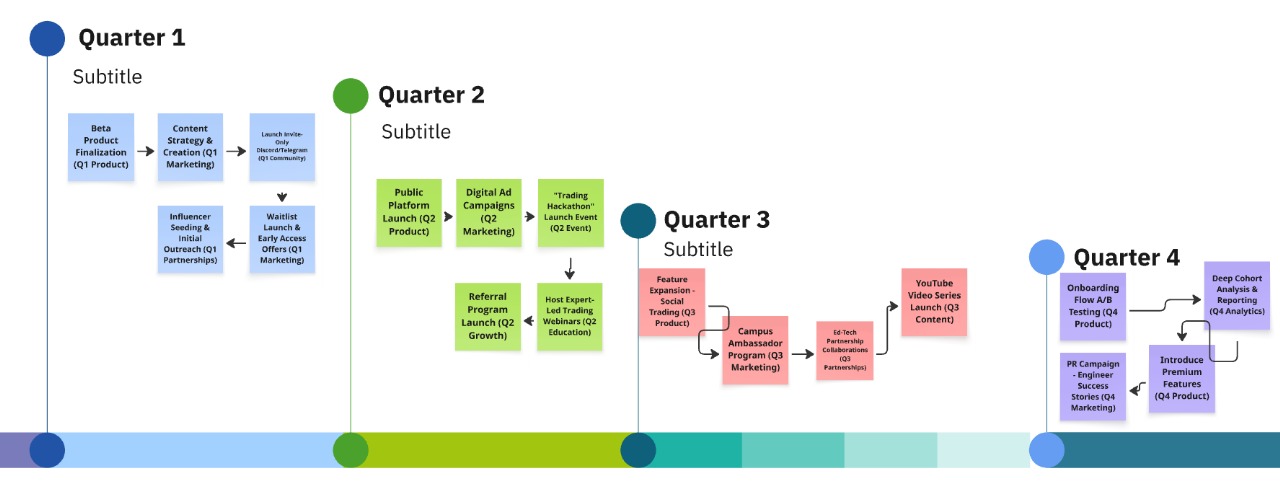 Quarter 1
Subtitle
Beta
Product
Finalization
(Q1 Product)
Content
Strategy &
Creation (Q1
Marketing)
Launch Invite-
Only
Discord/Telegram
(Q1 Community)
Waitlist
Launch &
Early Access
Offers (Q1
Marketing)
Influencer
Seeding &
Initial
Outreach (Q1
Partnerships)
Quarter 2
Subtitle
Public
Platform
Launch (Q2
Product)
Digital Ad
Campaigns
(Q2
Marketing)
"Trading
Hackathon"
Launch Event
(Q2 Event)
Host Expert-
Led Trading
Webinars (Q2
Education)
Referral
Program
Launch (Q2
Growth)
Quarter 3
Subtitle
Feature
Expansion -
Social
Trading (Q3
Product)
Campus
Ambassador
Program (Q3
Marketing)
Ed-Tech
Partnership
Collaborations
(Q3
Partnerships)
YouTube
Video Series
Launch (Q3
Content)
Quarter 4
Onboarding
Flow A/B
Testing (Q4
Product)
Deep Cohort
Analysis &
Reporting
(Q4 Analytics)
Introduce
Premium
Features
(Q4 Product)
PR Campaign
- Engineer
Success
Stories (Q4
Marketing)